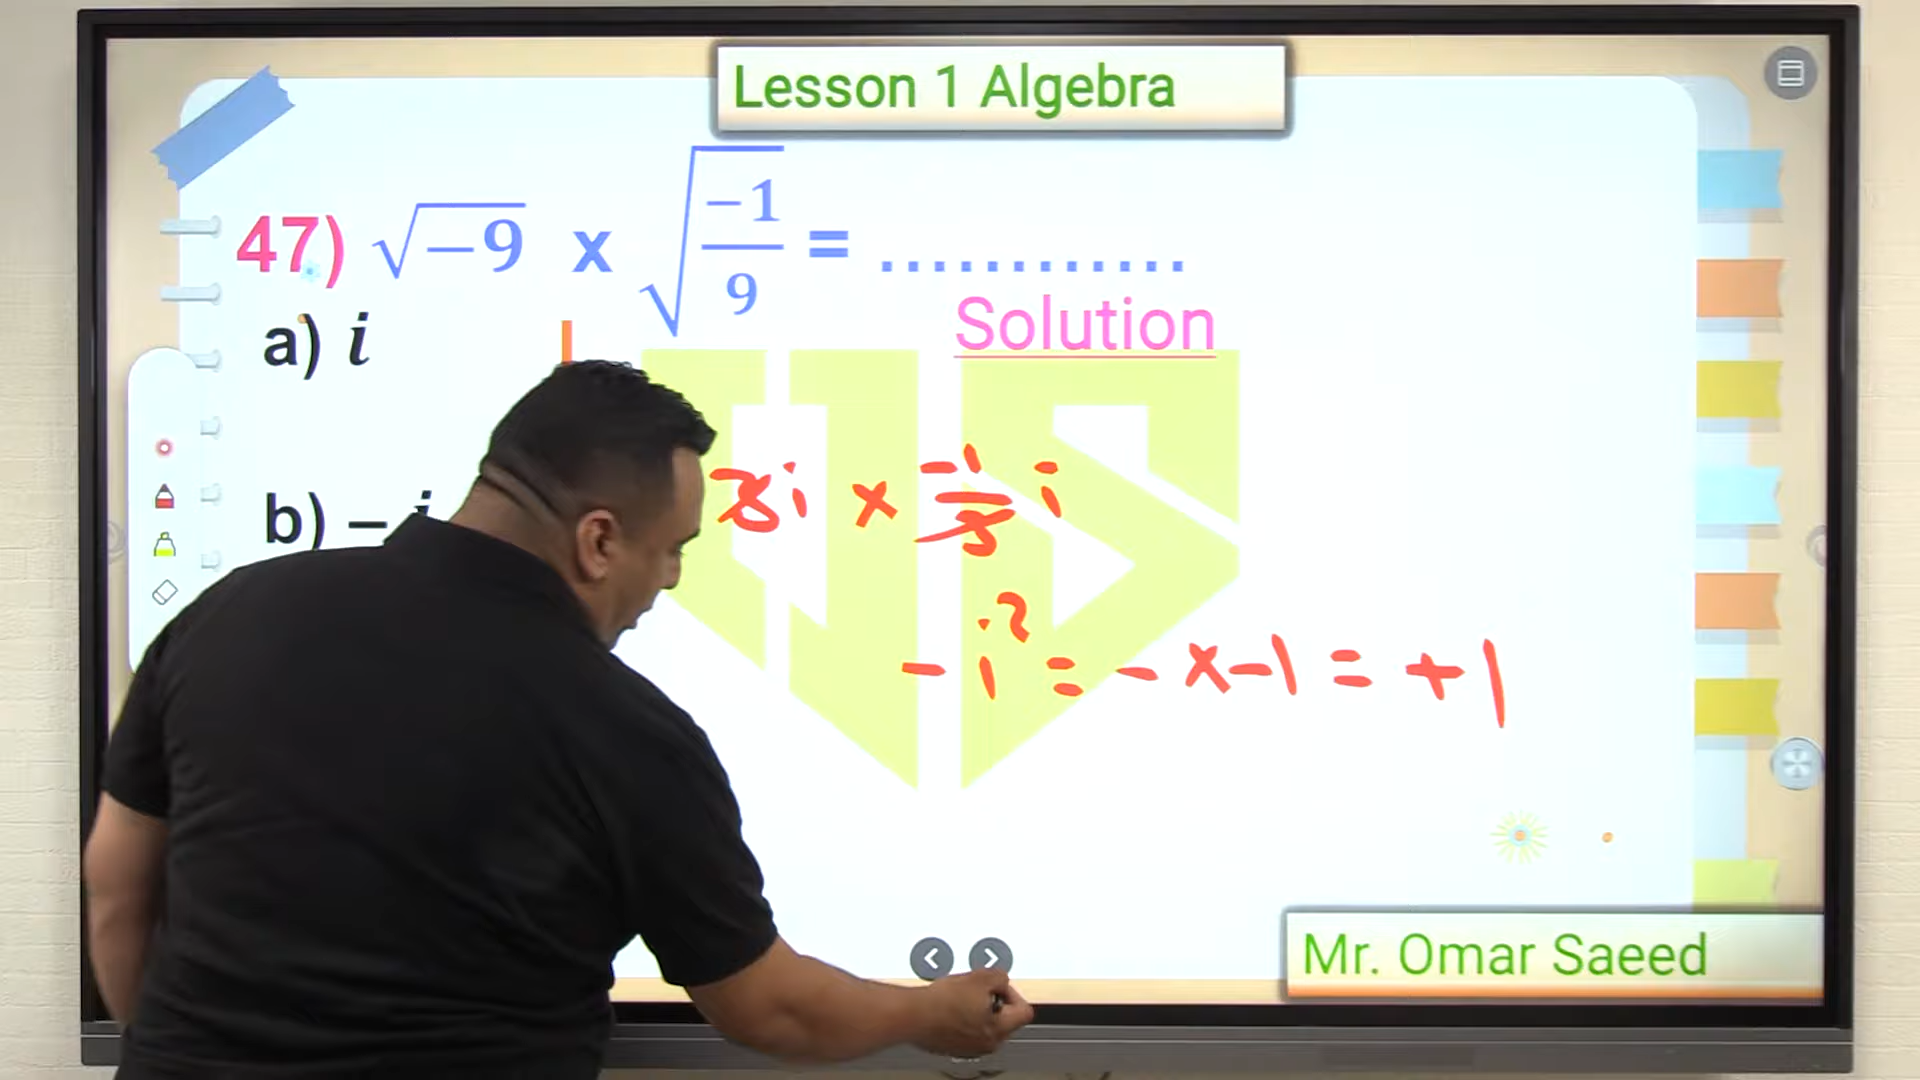 Lesson 1 Algebra
47) √-9 x √(-1/9) = ............
Solution
a) i
b) – i
3i × -1/3 i
- i² = - × -1 = +1
Mr. Omar Saeed